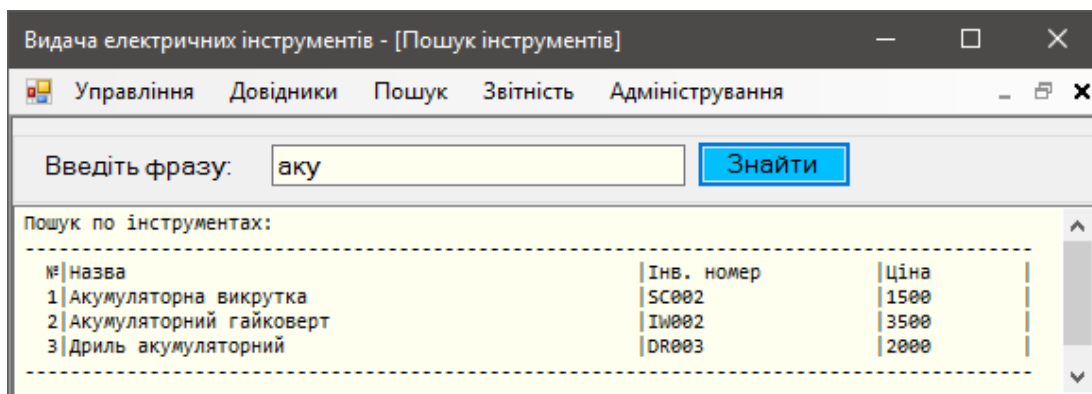 Видача електричних інструментів - [Пошук інструментів]
Управління Довідники Пошук Звітність Адміністрування
Введіть фразу: аку Знайти
Пошук по інструментах:
------------------------------------------------------------------------------------------
№|Назва |Інв. номер |Ціна |
1|Акумуляторна викрутка |SC002 |1500 |
2|Акумуляторний гайковерт |IW002 |3500 |
3|Дриль акумуляторний |DR003 |2000 |
------------------------------------------------------------------------------------------